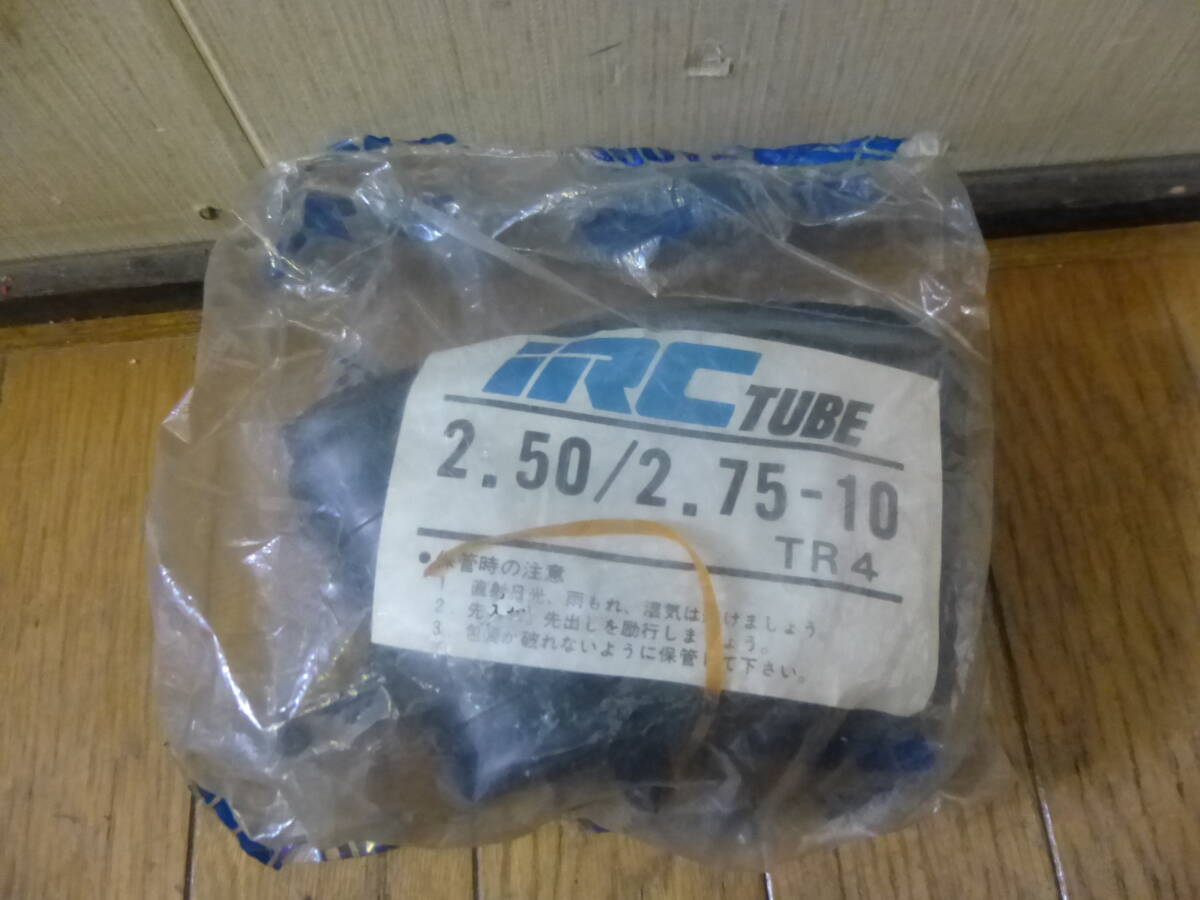 iRC TUBE
2.50/2.75-10
TR4
●保管時の注意
1. 直射日光、雨もれ、湿気は避けましょう。
2. 先入れ、先出しを励行しましょう。
3. が破れないように保管して下さい。